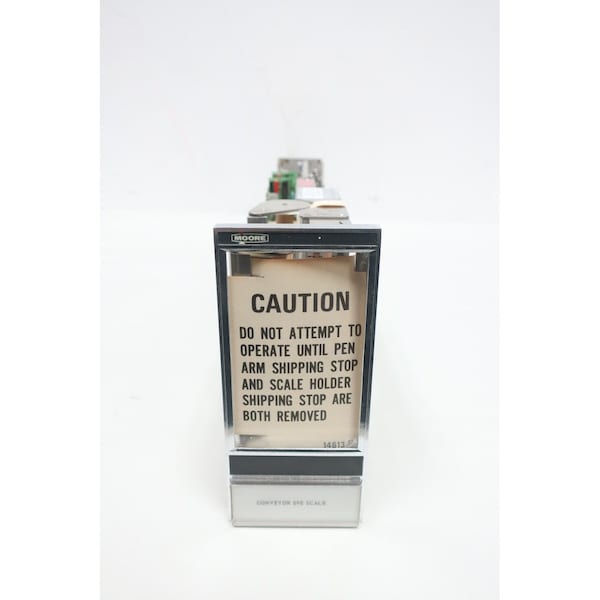 MOORE
CAUTION
DO NOT ATTEMPT TO
OPERATE UNTIL PEN
ARM SHIPPING STOP
AND SCALE HOLDER
SHIPPING STOP ARE
BOTH REMOVED
14613
CONVEYOR SCALE